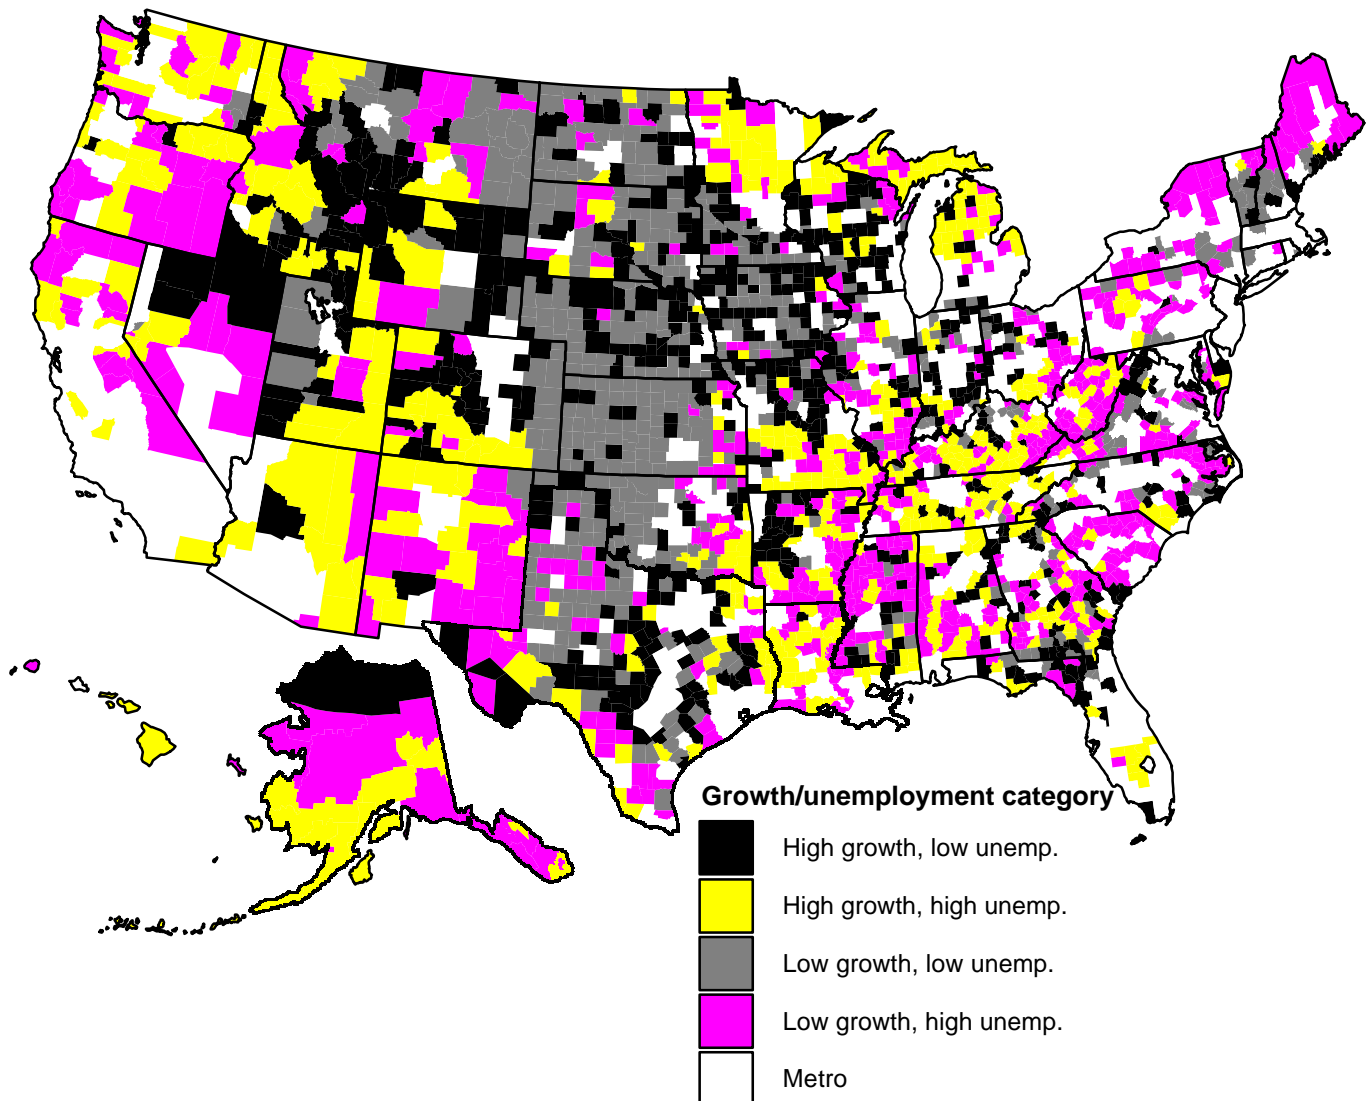 Growth/unemployment category
High growth, low unemp.
High growth, high unemp.
Low growth, low unemp.
Low growth, high unemp.
Metro